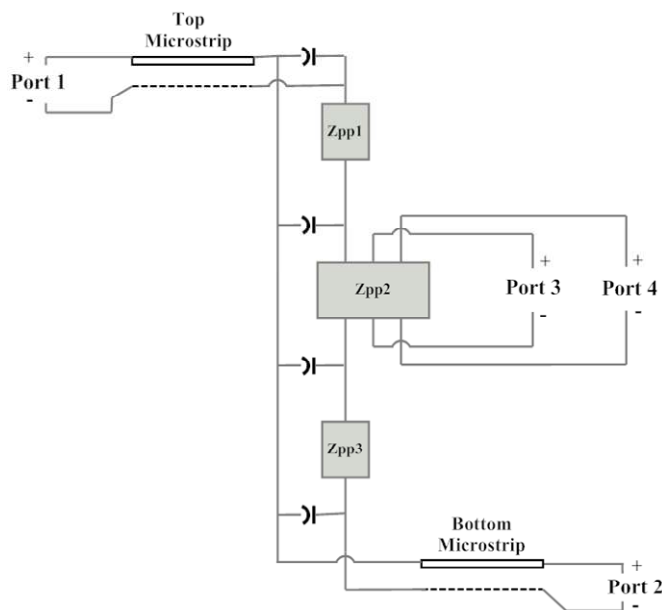 Top
Microstrip
+
Port 1
-
Zpp1
Zpp2
+
Port 3
-
+
Port 4
-
Zpp3
Bottom
Microstrip
+
Port 2
-